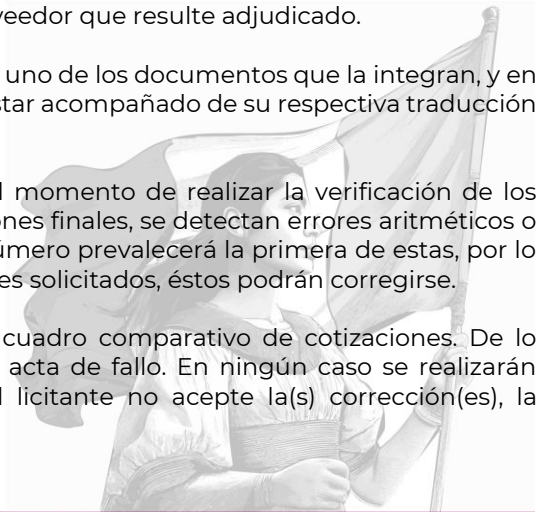 veedor que resulte adjudicado.
uno de los documentos que la integran, y en
star acompañado de su respectiva traducción
l momento de realizar la verificación de los
ones finales, se detectan errores aritméticos o
úmero prevalecerá la primera de estas, por lo
es solicitados, éstos podrán corregirse.
cuadro comparativo de cotizaciones. De lo
acta de fallo. En ningún caso se realizarán
l licitante no acepte la(s) corrección(es), la